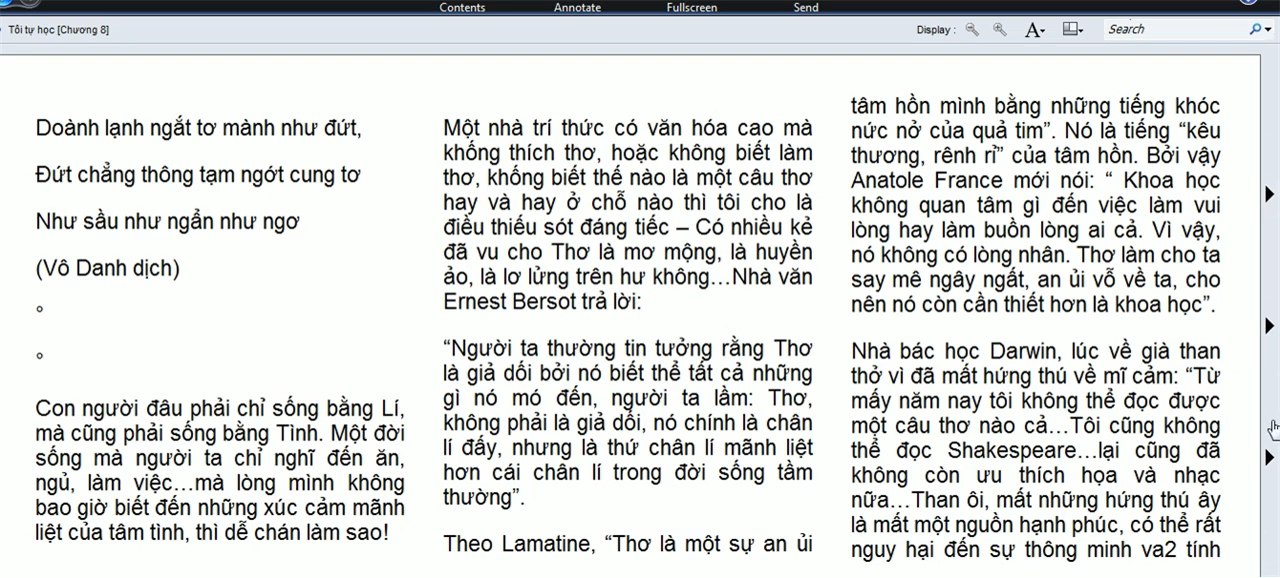 Contents
Annotate
Fullscreen
Send
Tôi tự học [Chương 8]
Display :
A
Search
Doành lạnh ngắt tơ mành như đứt,
Đứt chẳng thông tạm ngớt cung tơ
Như sầu như ngẩn như ngơ
(Vô Danh dịch)
°
°
Con người đâu phải chỉ sống bằng Lí,
mà cũng phải sống bằng Tình. Một đời
sống mà người ta chỉ nghĩ đến ăn,
ngủ, làm việc…mà lòng mình không
bao giờ biết đến những xúc cảm mãnh
liệt của tâm tình, thì dễ chán làm sao!
Một nhà trí thức có văn hóa cao mà
không thích thơ, hoặc không biết làm
thơ, không biết thế nào là một câu thơ
hay và hay ở chỗ nào thì tôi cho là
điều thiếu sót đáng tiếc – Có nhiều kẻ
đã vu cho Thơ là mơ mộng, là huyền
ảo, là lơ lửng trên hư không…Nhà văn
Ernest Bersot trả lời:
“Người ta thường tin tưởng rằng Thơ
là giả dối bởi nó biết thể tất cả những
gì nó mó đến, người ta lầm: Thơ,
không phải là giả dối, nó chính là chân
lí đấy, nhưng là thứ chân lí mãnh liệt
hơn cái chân lí trong đời sống tầm
thường”.
Theo Lamatine, “Thơ là một sự an ủi
tâm hồn mình bằng những tiếng khóc
nức nở của quả tim”. Nó là tiếng “kêu
thương, rênh rỉ” của tâm hồn. Bởi vậy
Anatole France mới nói: “ Khoa học
không quan tâm gì đến việc làm vui
lòng hay làm buồn lòng ai cả. Vì vậy,
nó không có lòng nhân. Thơ làm cho ta
say mê ngây ngất, an ủi vỗ về ta, cho
nên nó còn cần thiết hơn là khoa học”.
Nhà bác học Darwin, lúc về già than
thở vì đã mất hứng thú về mĩ cảm: “Từ
mấy năm nay tôi không thể đọc được
một câu thơ nào cả…Tôi cũng không
thể đọc Shakespeare…lại cũng đã
không còn ưu thích họa và nhạc
nữa…Than ôi, mất những hứng thú ấy
là mất một nguồn hạnh phúc, có thể rất
nguy hại đến sự thông minh va2 tính